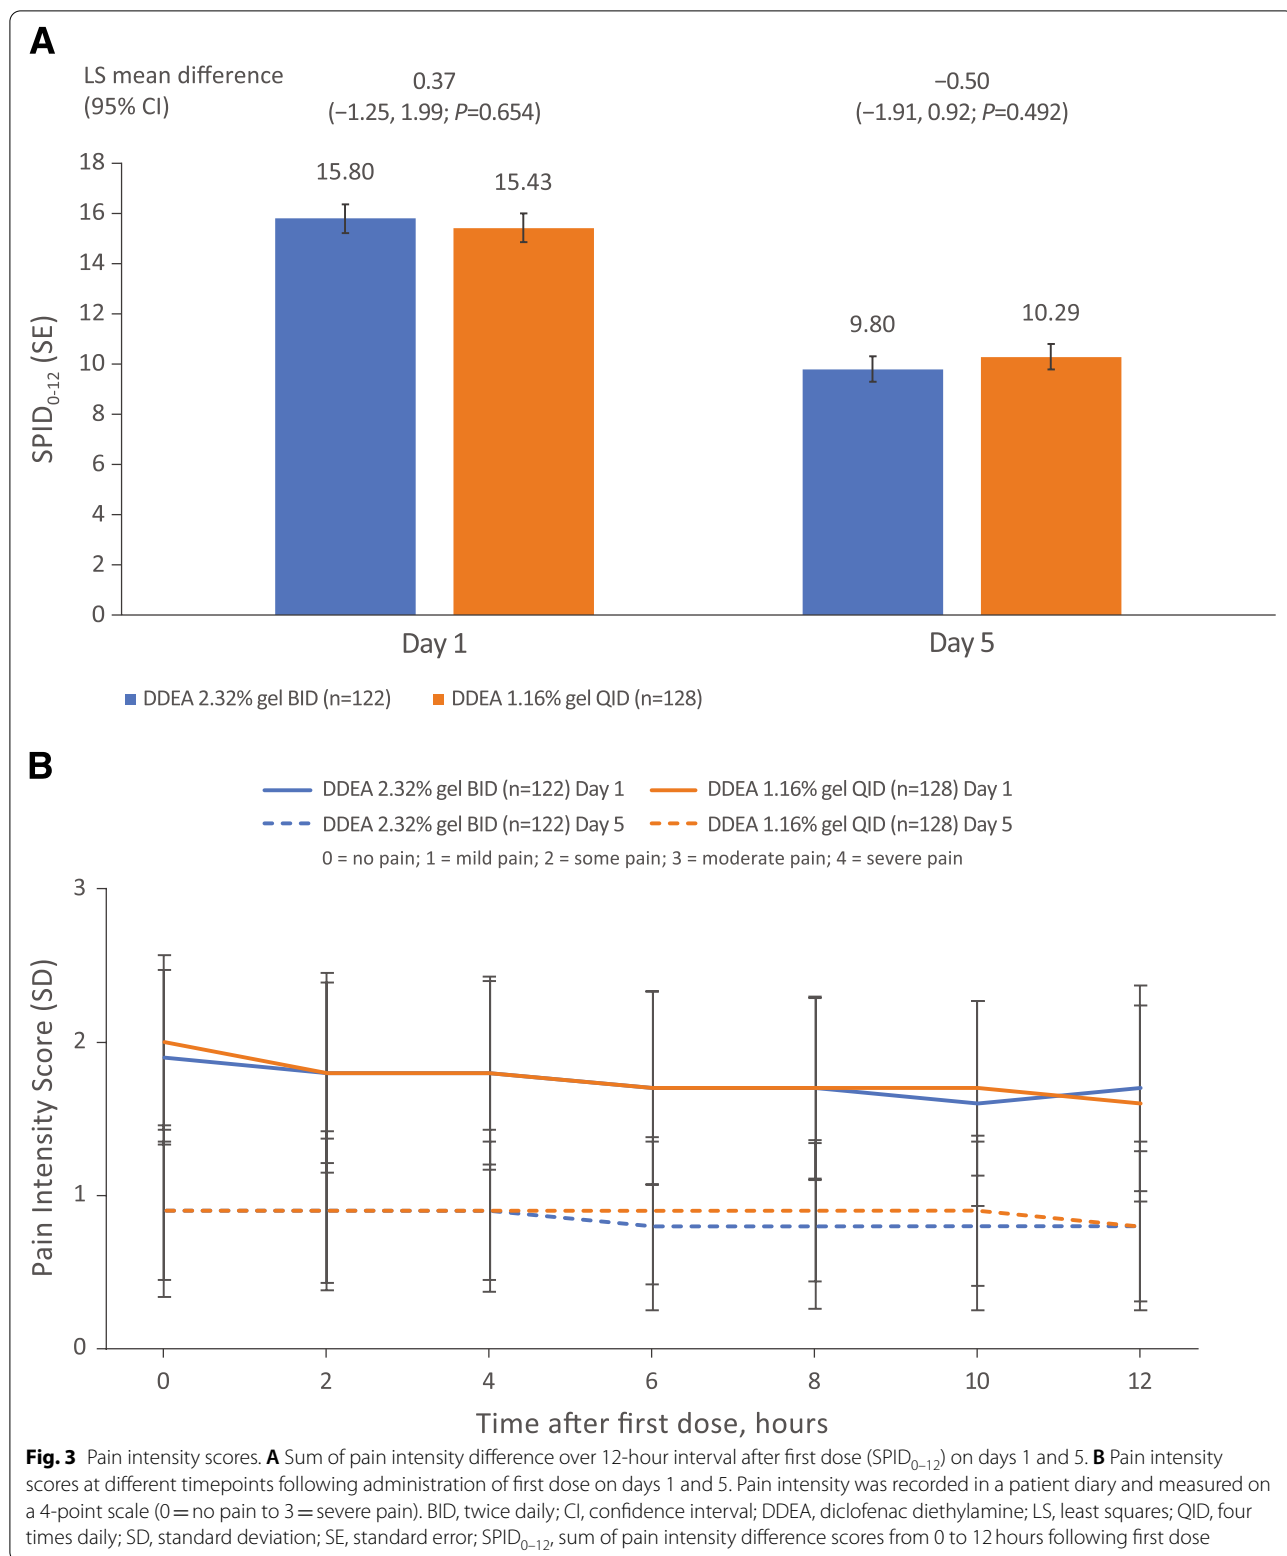 A
LS mean difference
(95% CI)
0.37
(−1.25, 1.99; P=0.654)
−0.50
(−1.91, 0.92; P=0.492)
SPID0-12 (SE)
18
16
14
12
10
8
6
4
2
0
15.80
15.43
9.80
10.29
Day 1
Day 5
DDEA 2.32% gel BID (n=122)
DDEA 1.16% gel QID (n=128)
B
DDEA 2.32% gel BID (n=122) Day 1
DDEA 1.16% gel QID (n=128) Day 1
DDEA 2.32% gel BID (n=122) Day 5
DDEA 1.16% gel QID (n=128) Day 5
0 = no pain; 1 = mild pain; 2 = some pain; 3 = moderate pain; 4 = severe pain
Pain Intensity Score (SD)
3
2
1
0
0 2 4 6 8 10 12
Time after first dose, hours
Fig. 3 Pain intensity scores. A Sum of pain intensity difference over 12-hour interval after first dose (SPID0–12) on days 1 and 5. B Pain intensity
scores at different timepoints following administration of first dose on days 1 and 5. Pain intensity was recorded in a patient diary and measured on
a 4-point scale (0 = no pain to 3 = severe pain). BID, twice daily; CI, confidence interval; DDEA, diclofenac diethylamine; LS, least squares; QID, four
times daily; SD, standard deviation; SE, standard error; SPID0–12, sum of pain intensity difference scores from 0 to 12 hours following first dose